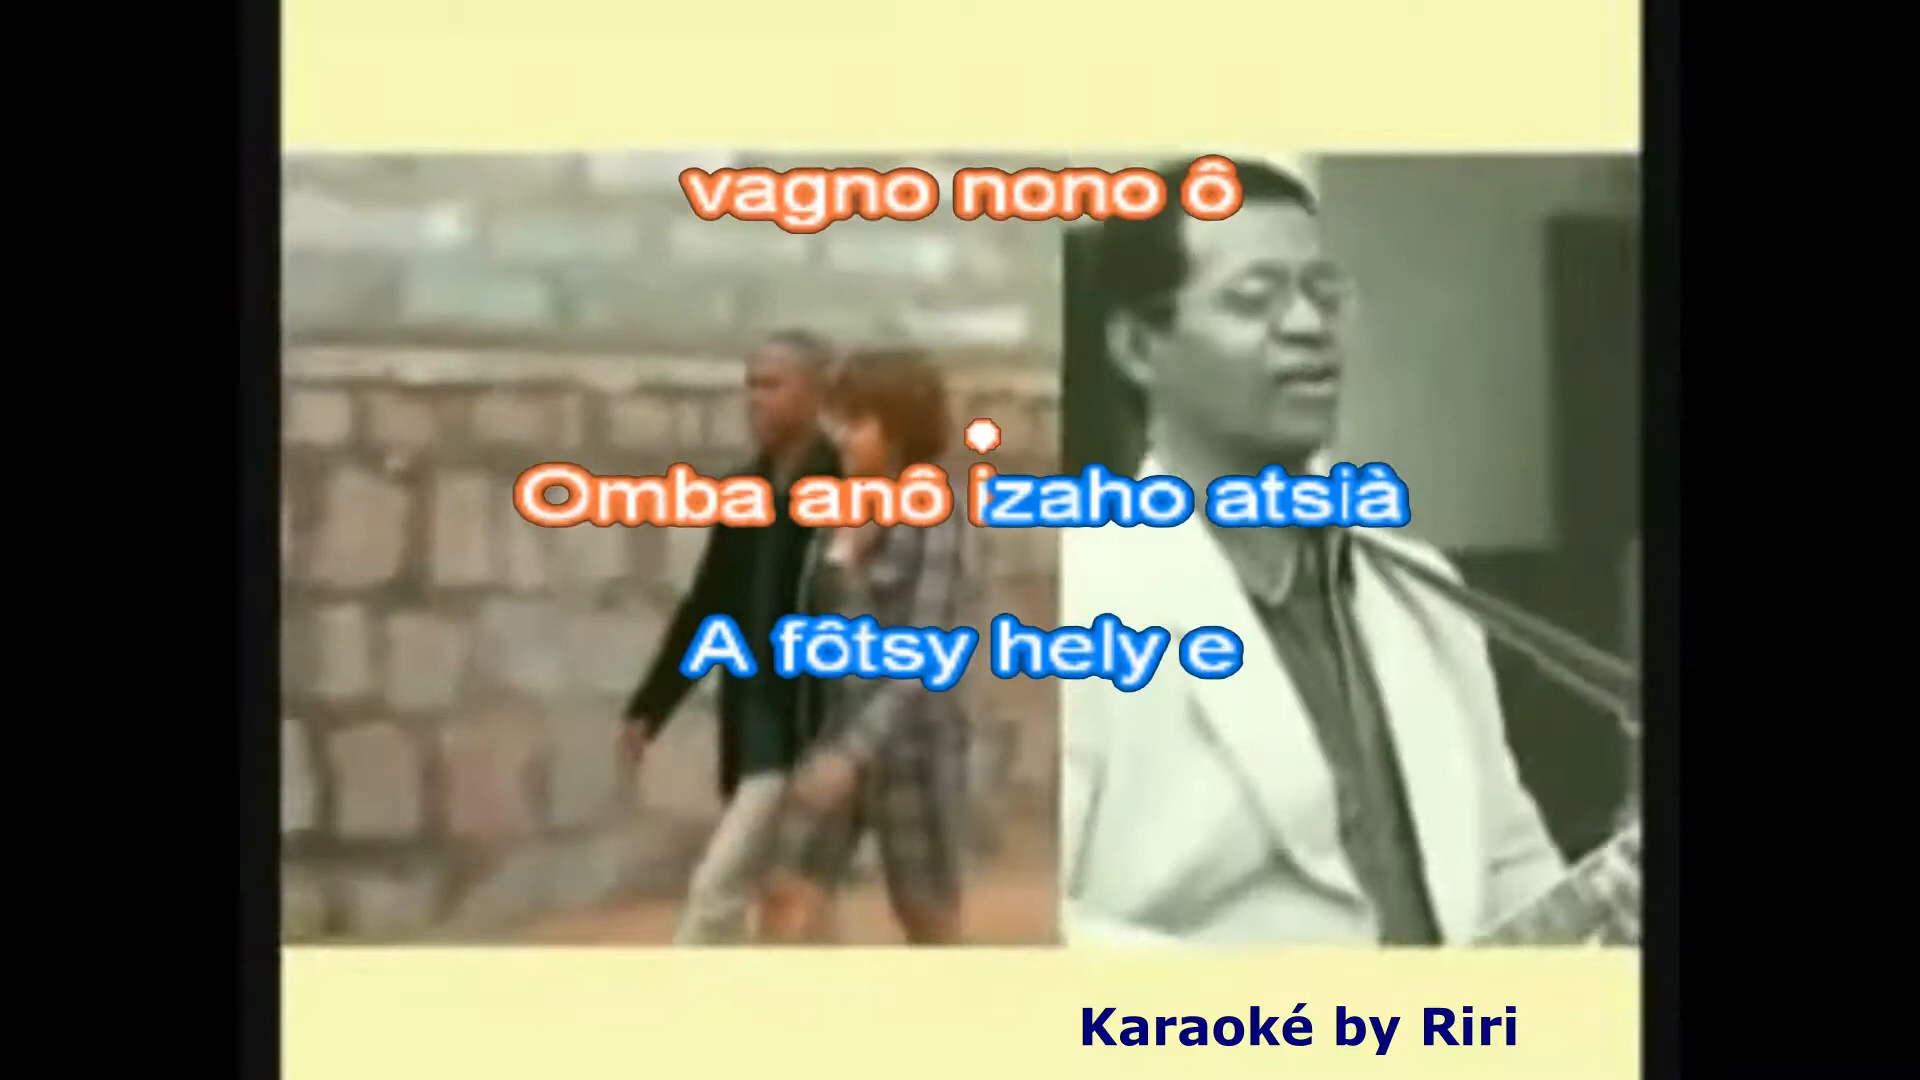 vagno nono ô
Omba anô izaho atsià
A fôtsy hely e
Karaoké by Riri